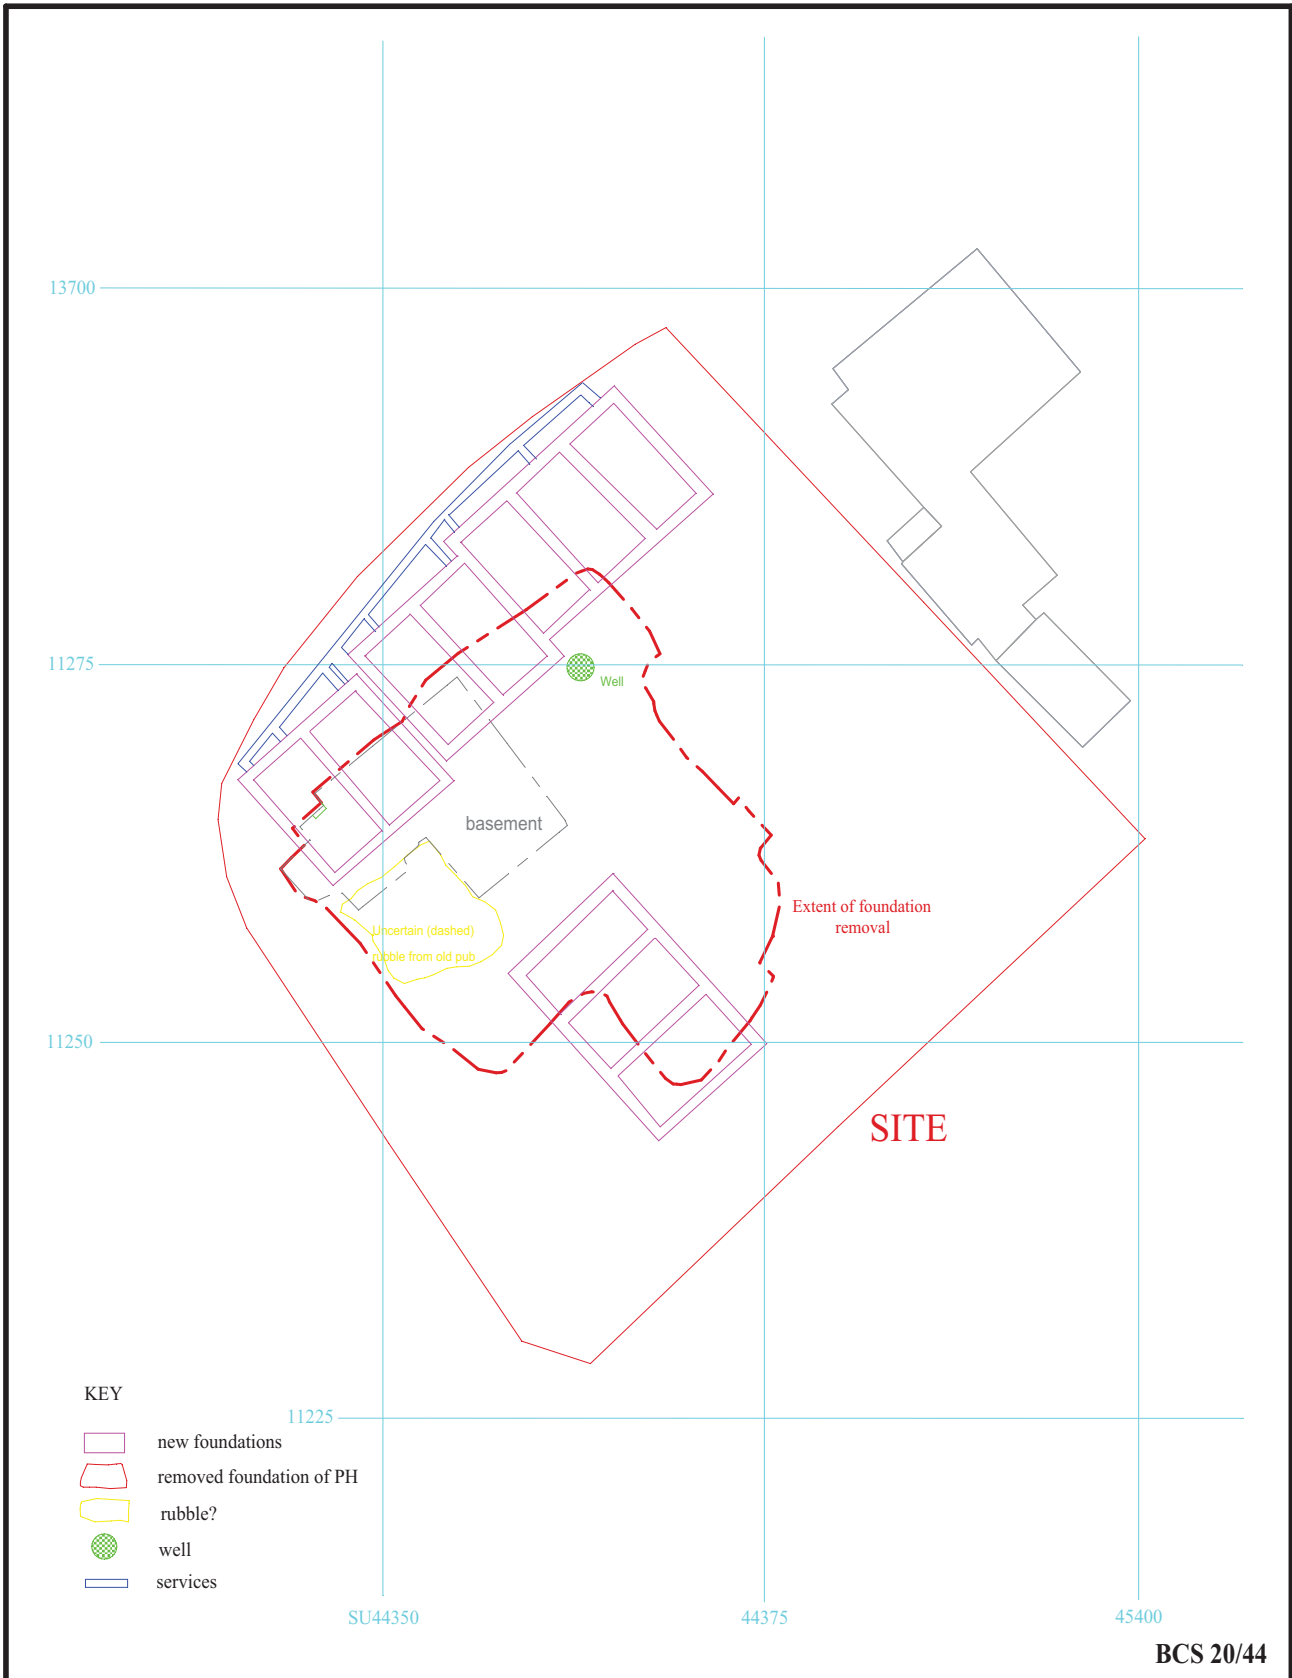 13700
11275
Well
basement
Extent of foundation
removal
Uncertain (dashed)
rubble from old pub
11250
SITE
KEY
11225
new foundations
removed foundation of PH
rubble?
well
services
SU44350
44375
45400
BCS 20/44